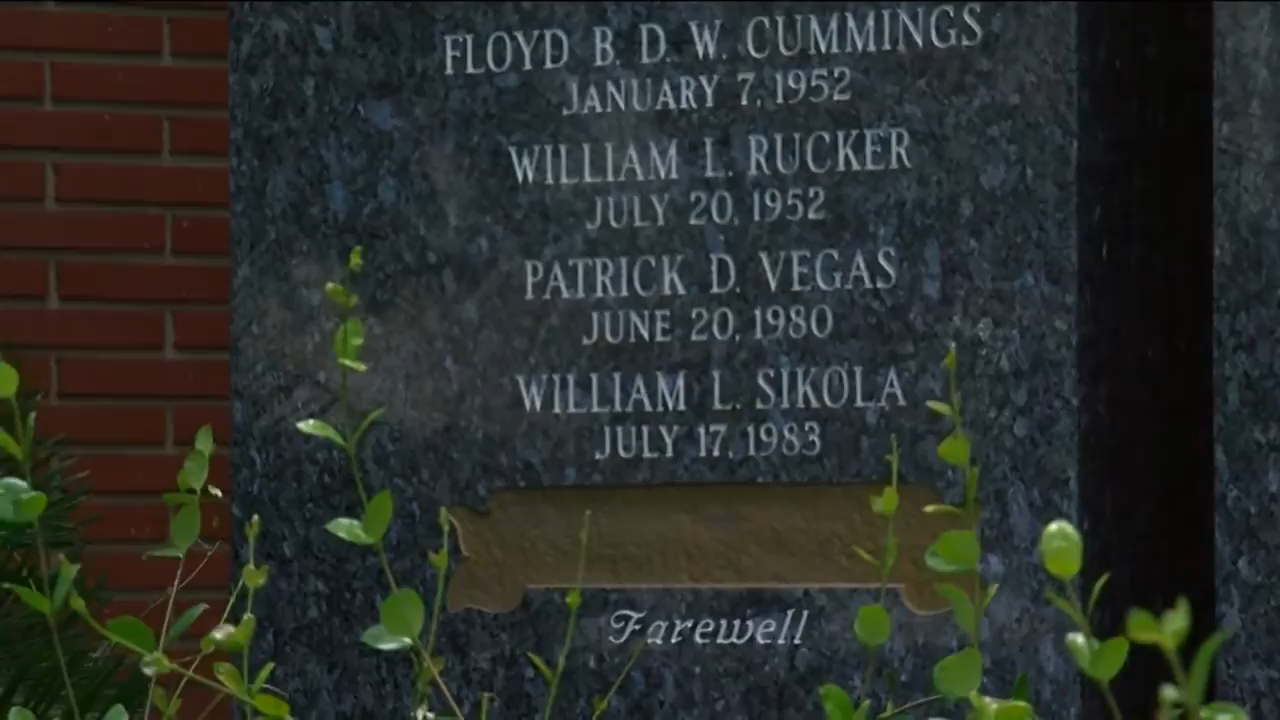 FLOYD B. D. W. CUMMINGS
JANUARY 7, 1952
WILLIAM L. RUCKER
JULY 20, 1952
PATRICK D. VEGAS
JUNE 20, 1980
WILLIAM L. SIKOLA
JULY 17, 1983
Farewell